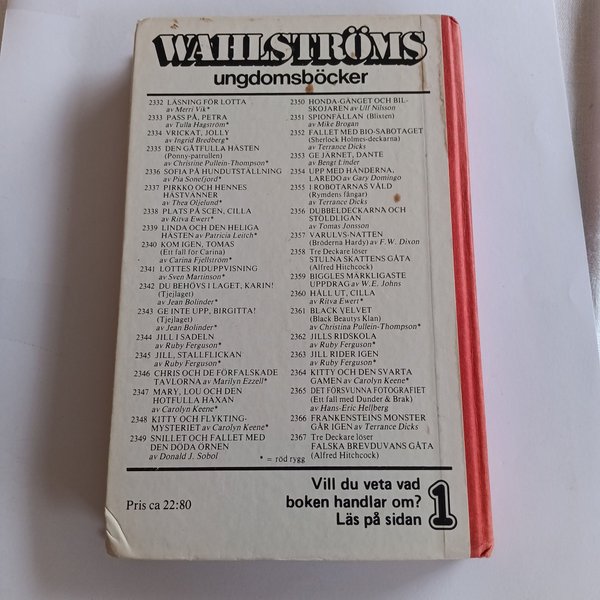 WAHLSTRÖMS
ungdomsböcker
2332 LÄSNING FÖR LOTTA
av Merri Vik*
2333 PASS PÅ, PETRA
av Tulla Hagström*
2334 VRICKAT, JOLLY
av Ingrid Bredberg*
2335 DEN GÅTFULLA HÄSTEN
(Ponny-patrullen)
av Christine Pullein-Thompson*
2336 SOFIA PÅ HUNDUTSTÄLLNING
av Pia Sonefjord*
2337 PIRKKO OCH HENNES
HÄSTVÄNNER
av Thea Oljelund*
2338 PLATS PÅ SCEN, CILLA
av Ritva Ewert*
2339 LINDA OCH DEN HELIGA
HÄSTEN av Patricia Leitch*
2340 KOM IGEN, TOMAS
(Ett fall för Carina)
av Carina Fjellström*
2341 LOTTES RIDUPPVISNING
av Sven Martinson*
2342 DU BEHÖVS I LAGET, KARIN!
(Tjejlaget)
av Jean Bolinder*
2343 GE INTE UPP, BIRGITTA!
(Tjejlaget)
av Jean Bolinder*
2344 JILL I SADELN
av Ruby Ferguson*
2345 JILL, STALLFLICKAN
av Ruby Ferguson*
2346 CHRIS OCH DE FÖRFALSKADE
TAVLORNA av Marilyn Ezzell*
2347 MARY, LOU OCH DEN
HOTFULLA HÄXAN
av Carolyn Keene*
2348 KITTY OCH FLYKTING-
MYSTERIET av Carolyn Keene*
2349 SNILLET OCH FALLET MED
DEN DÖDA ÖRNEN
av Donald J. Sobol
2350 HONDA-GÄNGET OCH BIL-
SKOJAREN av Ulf Nilsson
2351 SPIONFÄLLAN (Blixten)
av Mike Brogan
2352 FALLET MED BIO-SABOTAGET
(Sherlock Holmes-deckarna)
av Terrance Dicks
2353 GE JÄRNET, DANTE
av Bengt Linder
2354 UPP MED HÄNDERNA,
LAREDO av Gary Domingo
2355 I ROBOTARNAS VÅLD
(Rymdens fångar)
av Terrance Dicks
2356 DUBBELDECKARNA OCH
STÖLDLIGAN
av Tomas Jonsson
2357 VARULVS-NATTEN
(Bröderna Hardy) av F.W. Dixon
2358 Tre Deckare löser
STULNA SKATTENS GÅTA
(Alfred Hitchcock)
2359 BIGGLES MÄRKLIGASTE
UPPDRAG av W.E. Johns
2360 HÅLL UT, CILLA
av Ritva Ewert*
2361 BLACK VELVET
(Black Beautys Klan)
av Christina Pullein-Thompson*
2362 JILLS RIDSKOLA
av Ruby Ferguson*
2363 JILL RIDER IGEN
av Ruby Ferguson*
2364 KITTY OCH DEN SVARTA
GAMEN av Carolyn Keene*
2365 DET FÖRSVUNNA FOTOGRAFIET
(Ett fall med Försunder & Brak)
av Hans-Eric Hellberg
2366 FRANKENSTEINS MONSTER
GÅR IGEN av Terrance Dicks
2367 Tre Deckare löser
FALSKA BREVDUVANS GÅTA
(Alfred Hitchcock)
* = röd rygg
Pris ca 22:80
Vill du veta vad
boken handlar om?
Läs på sidan 1